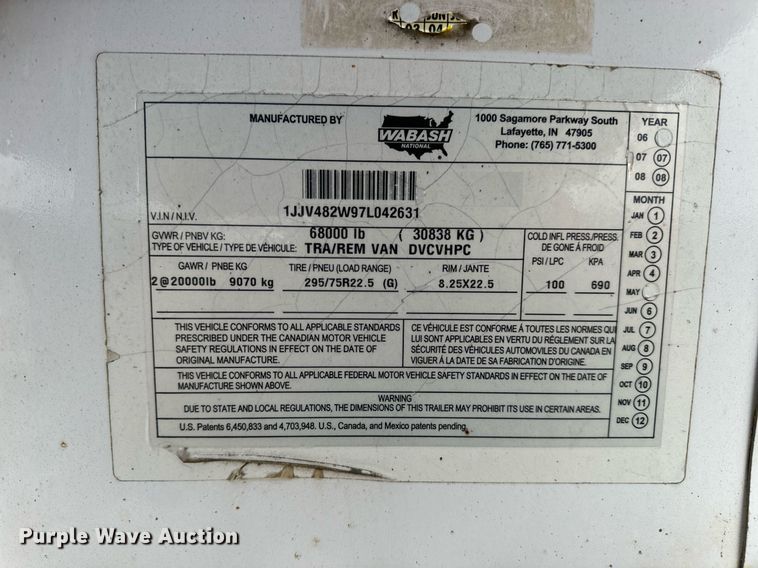 JUN
03 04
MANUFACTURED BY
WABASH
NATIONAL
1000 Sagamore Parkway South
Lafayette, IN 47905
Phone: (765) 771-5300
1JJV482W97L042631
V.I.N / N.I.V.
GVWR / PNBV KG: 68000 lb ( 30838 KG )
TYPE OF VEHICLE / TYPE DE VÉHICULE: TRA/REM VAN DVCVHPC
COLD INFL PRESS./PRESS.
DE GONE À FROID
GAWR / PNBE KG TIRE / PNEU (LOAD RANGE) RIM / JANTE PSI / LPC KPA
2@20000lb 9070 kg 295/75R22.5 (G) 8.25X22.5 100 690
THIS VEHICLE CONFORMS TO ALL APPLICABLE STANDARDS
PRESCRIBED UNDER THE CANADIAN MOTOR VEHICLE
SAFETY REGULATIONS IN EFFECT ON THE DATE OF
ORIGINAL MANUFACTURE.
CE VÉHICULE EST CONFORME À TOUTES LES NORMES QUI
LUI SONT APPLICABLES EN VERTU DU RÉGLEMENT SUR LA
SÉCURITÉ DES VÉHICULES AUTOMOBILES DU CANADA EN
VIGUER À LA DATE DE SA FABRICATION D'ORIGINE.
THIS VEHICLE CONFORMS TO ALL APPLICABLE FEDERAL MOTOR VEHICLE SAFETY STANDARDS IN EFFECT ON THE DATE OF
MANUFACTURE SHOWN ABOVE.
WARNING
DUE TO STATE AND LOCAL REGULATIONS, THE DIMENSIONS OF THIS TRAILER MAY PROHIBIT ITS USE IN CERTAIN AREAS.
U.S. Patents 6,450,833 and 4,703,948. U.S., Canada, and Mexico patents pending.
YEAR
06
07 07
08 08
MONTH
JAN 1
FEB 2
MAR 3
APR 4
MAY
JUN 6
JUL 7
AUG 8
SEP 9
OCT 10
NOV 11
DEC 12
Purple Wave Auction